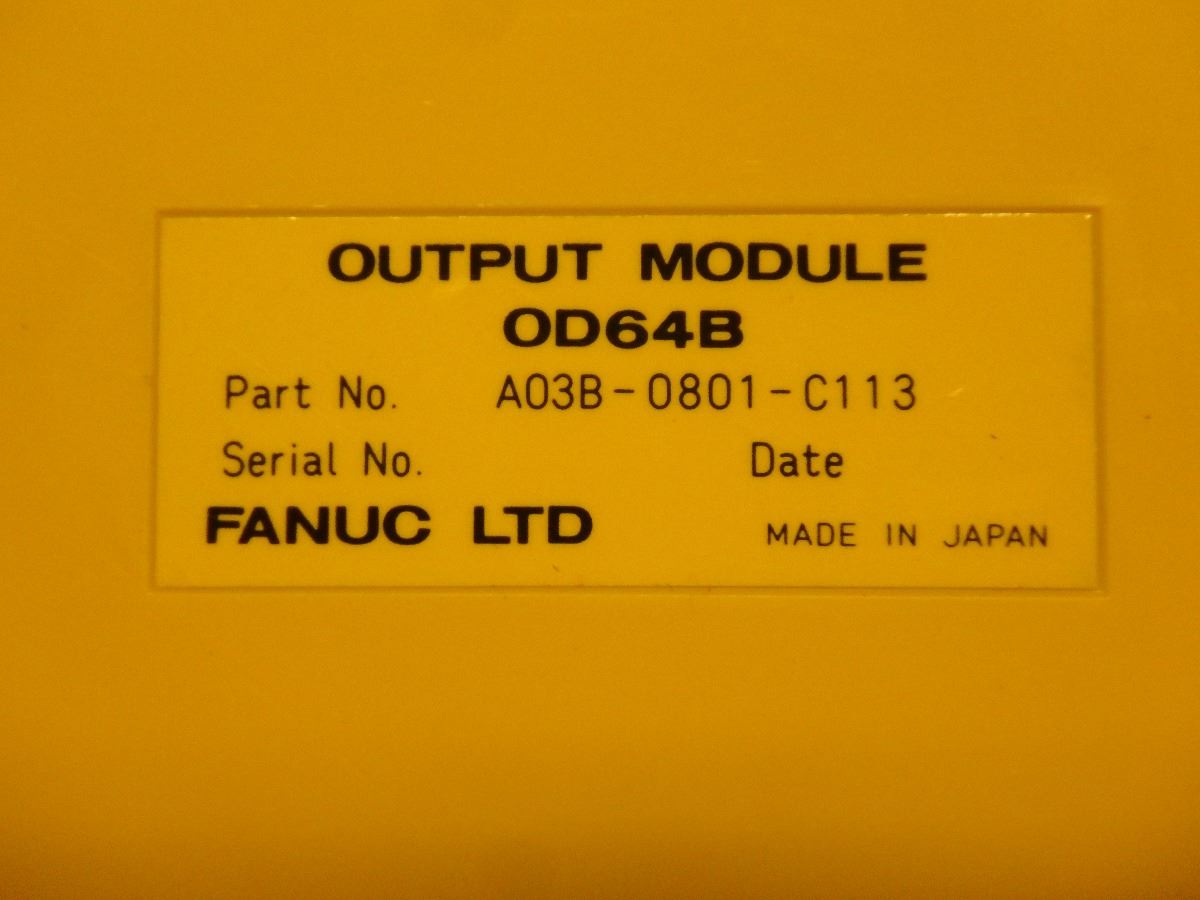 OUTPUT MODULE
OD64B
Part No. A03B-0801-C113
Serial No. Date
FANUC LTD MADE IN JAPAN